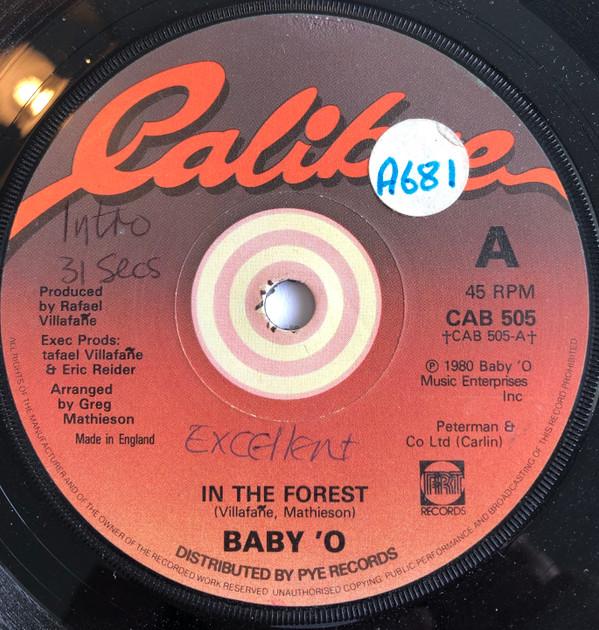 Calibre
A681
Intro
31 Secs
A
45 RPM
CAB 505
†CAB 505-A†
Produced
by Rafael
Villafañe
Exec Prods:
tafael Villafañe
& Eric Reider
Arranged
by Greg
Mathieson
Made in England
℗ 1980 Baby 'O
Music Enterprises
Inc
Peterman &
Co Ltd (Carlin)
PRT
RECORDS
Excellent
IN THE FOREST
(Villafañe, Mathieson)
BABY 'O
DISTRIBUTED BY PYE RECORDS
ALL RIGHTS OF THE MANUFACTURER AND OF THE OWNER OF THE RECORDED WORK RESERVED UNAUTHORISED COPYING PUBLIC PERFORMANCE AND BROADCASTING OF THIS RECORD PROHIBITED